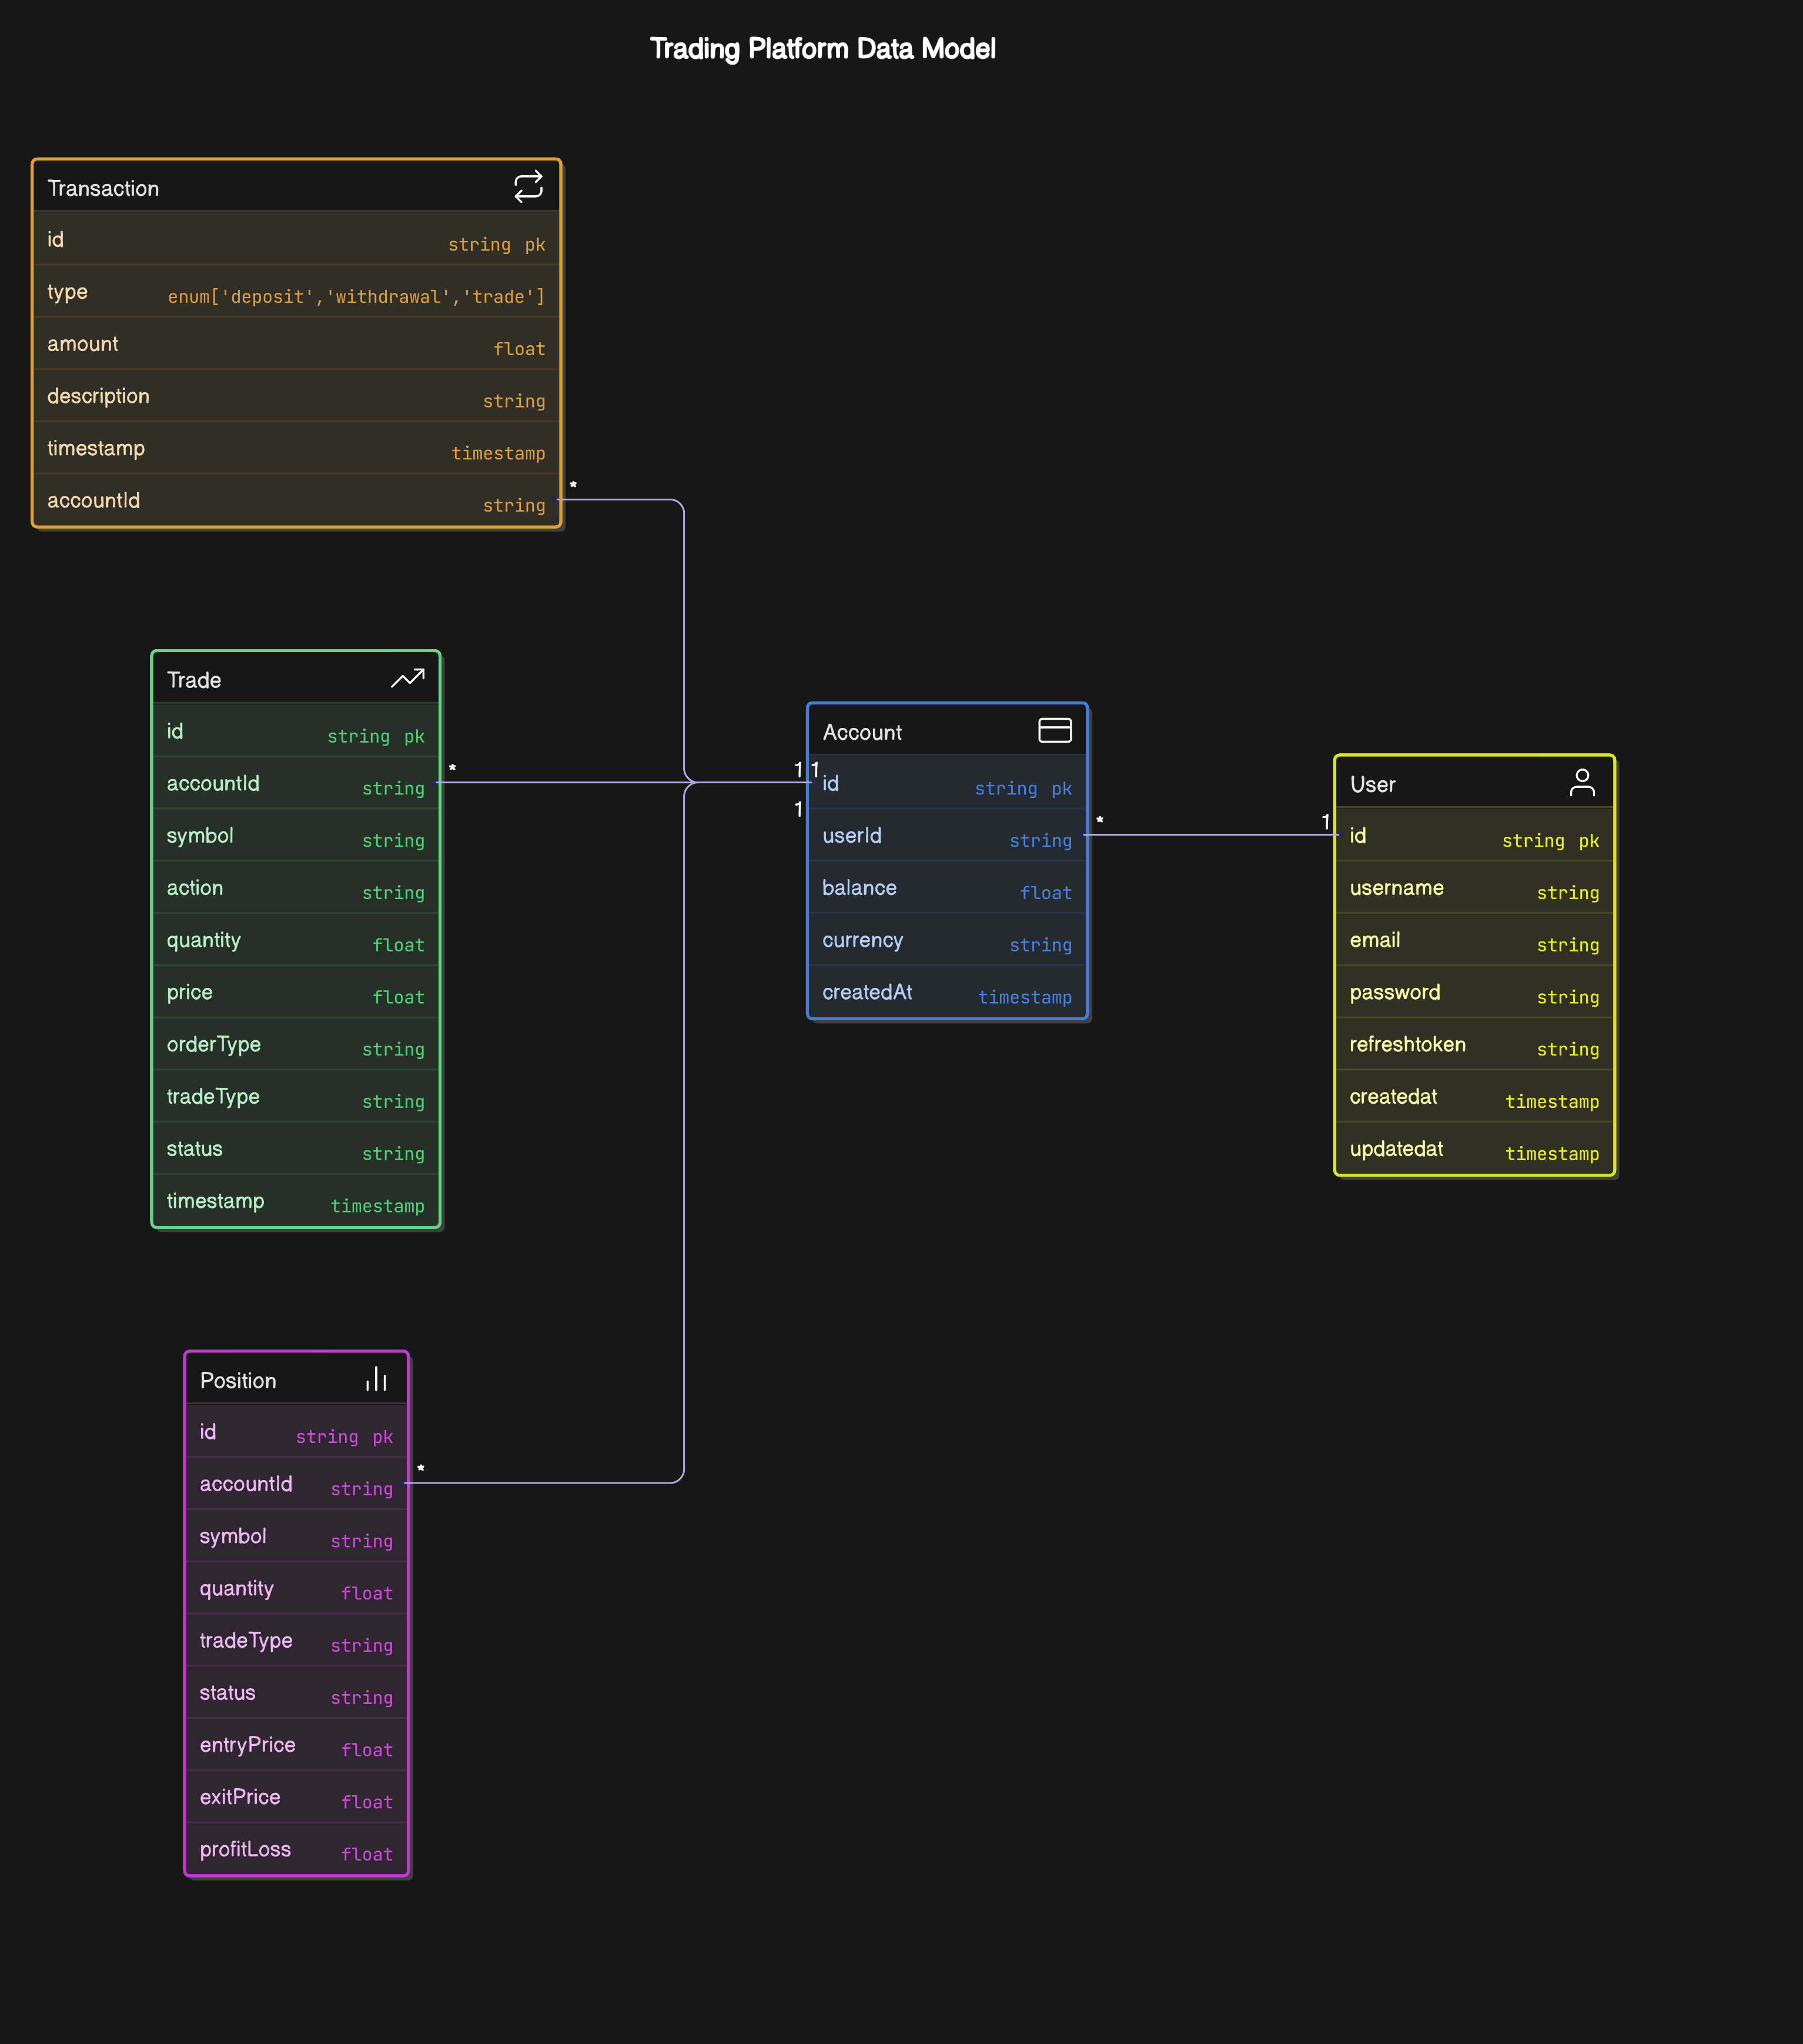 Trading Platform Data Model
Transaction
id string pk
type enum['deposit','withdrawal','trade']
amount float
description string
timestamp timestamp
accountId string
*
Trade
id string pk
accountId string
symbol string
action string
quantity float
price float
orderType string
tradeType string
status string
timestamp timestamp
*
1 1
1
Account
id string pk
userId string
balance float
currency string
createdAt timestamp
*
1
User
id string pk
username string
email string
password string
refreshtoken string
createdat timestamp
updatedat timestamp
Position
id string pk
accountId string
symbol string
quantity float
tradeType string
status string
entryPrice float
exitPrice float
profitLoss float
*